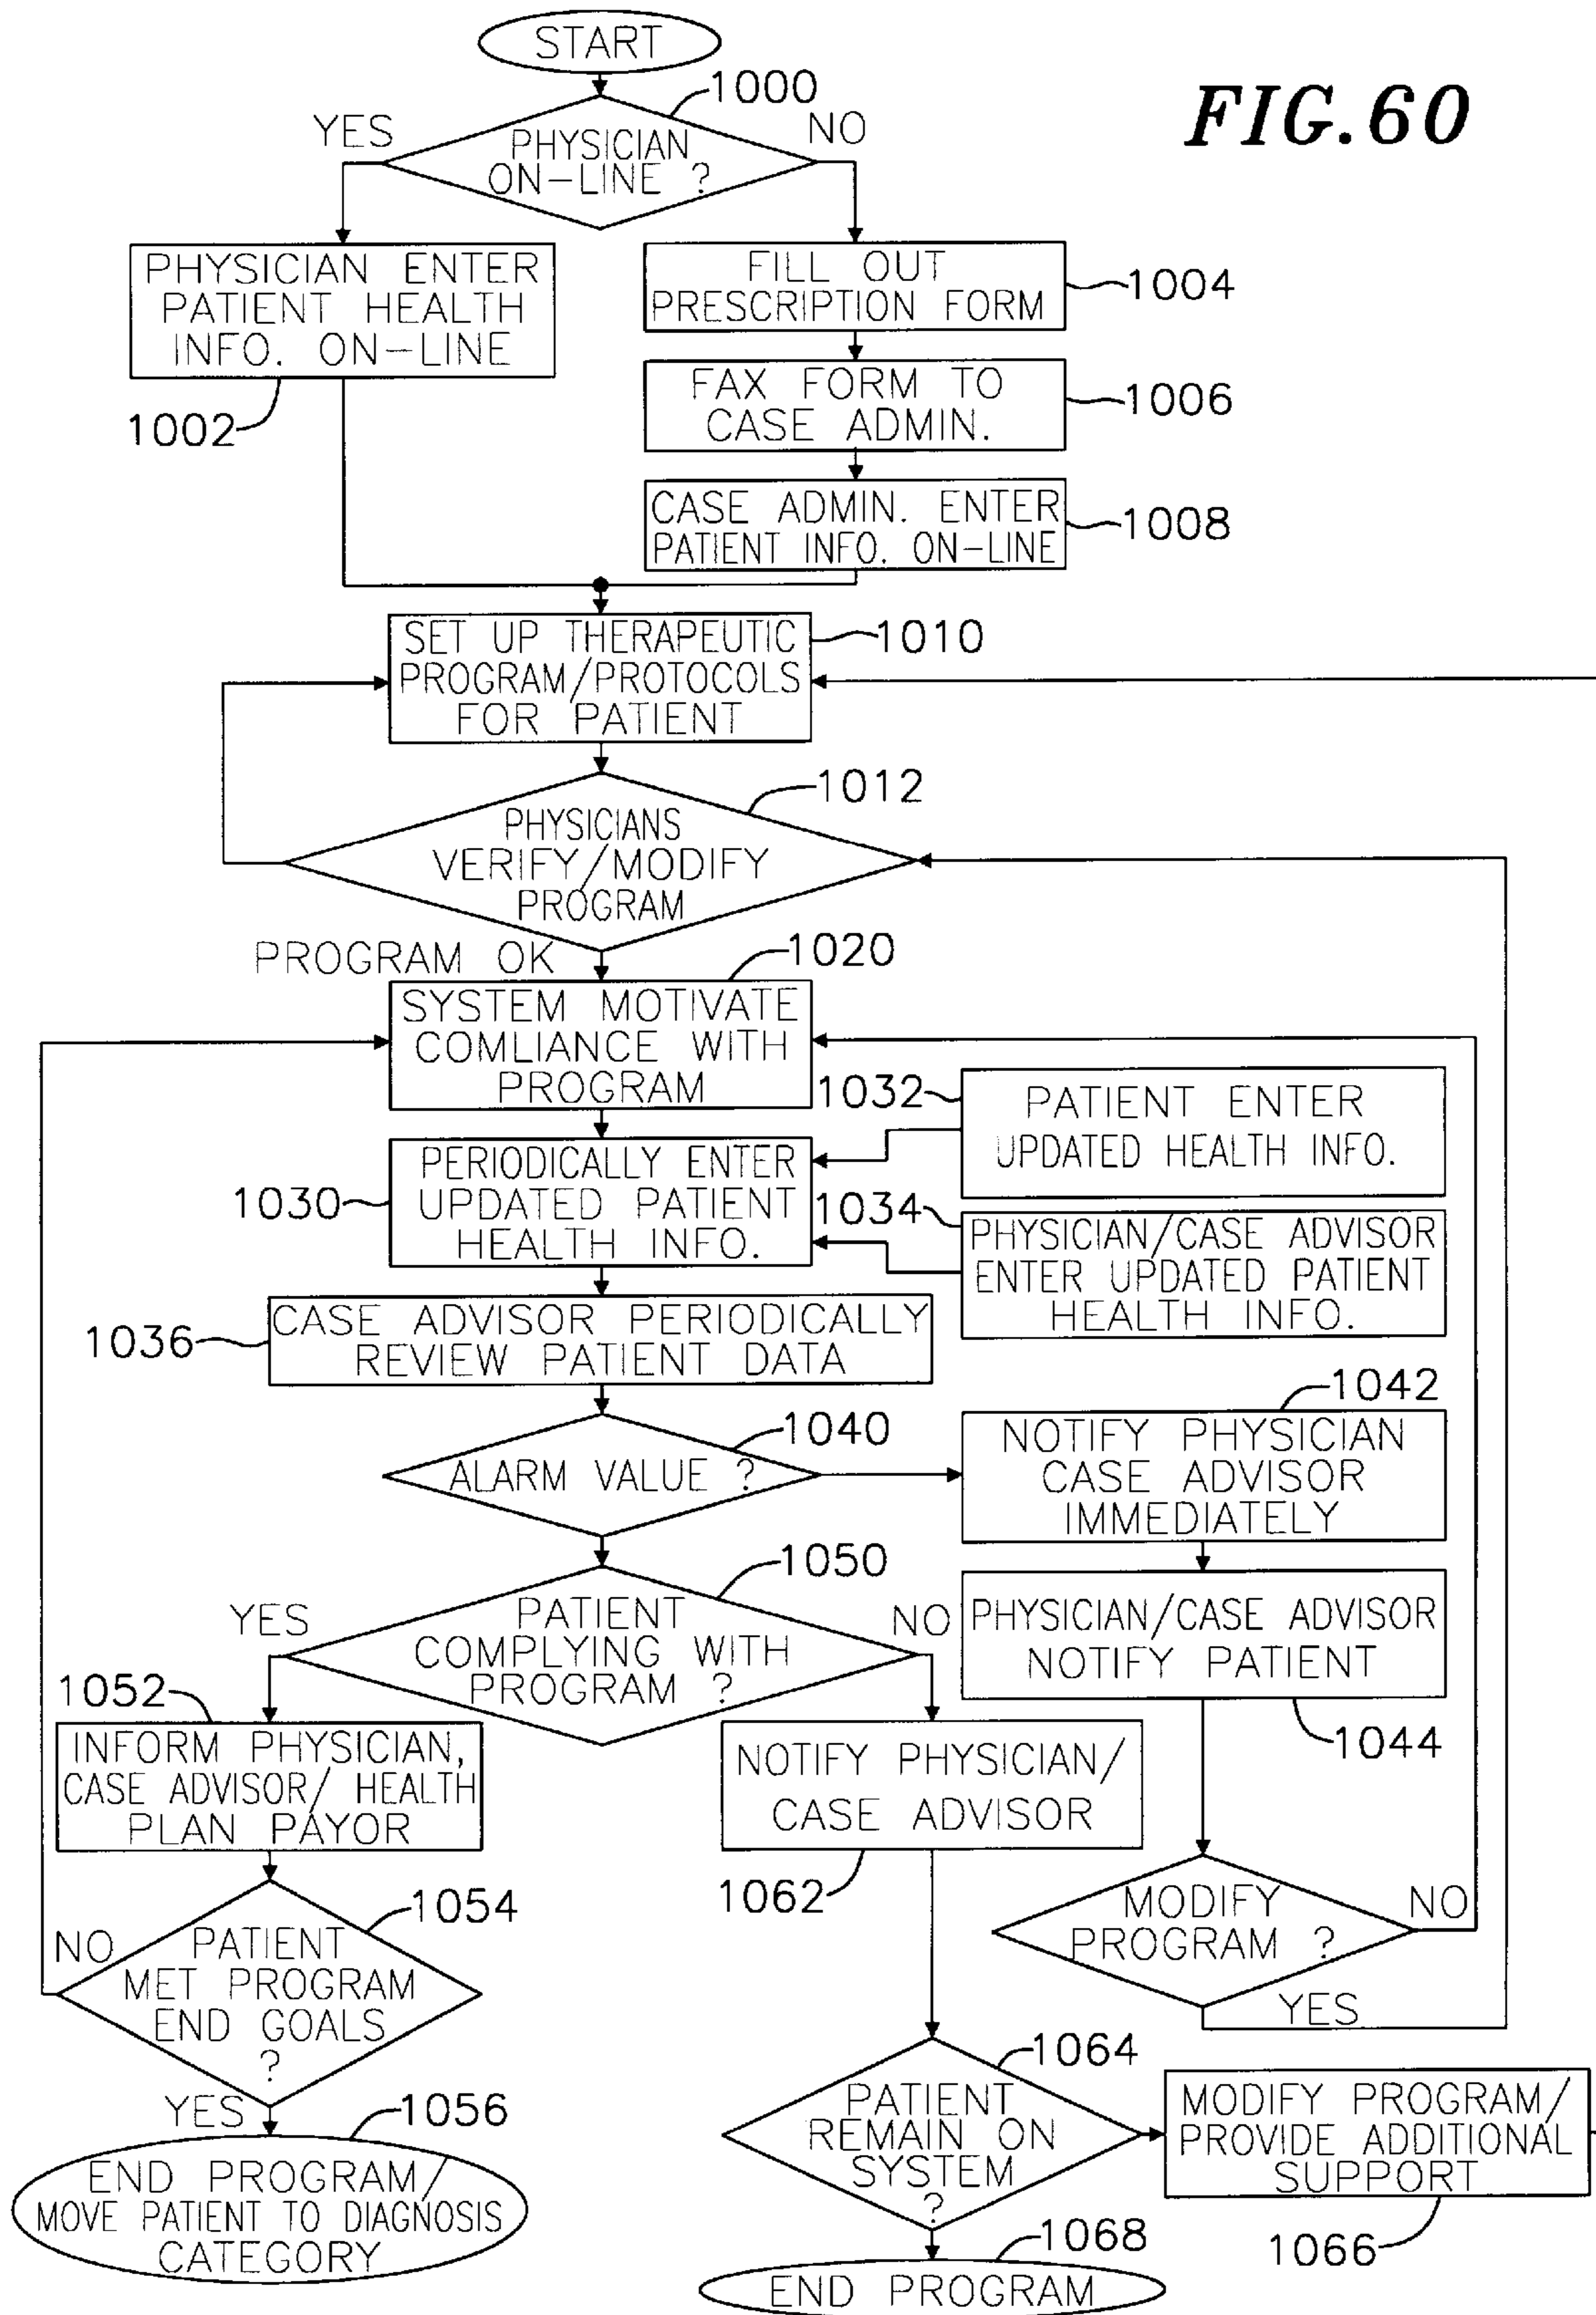 START
FIG.60
1000
YES
NO
PHYSICIAN
ON-LINE ?
PHYSICIAN ENTER
PATIENT HEALTH
INFO. ON-LINE
1002
FILL OUT
PRESCRIPTION FORM
1004
FAX FORM TO
CASE ADMIN.
1006
CASE ADMIN. ENTER
PATIENT INFO. ON-LINE
1008
SET UP THERAPEUTIC
PROGRAM/PROTOCOLS
FOR PATIENT
1010
1012
PHYSICIANS
VERIFY/MODIFY
PROGRAM
PROGRAM OK
1020
SYSTEM MOTIVATE
COMLIANCE WITH
PROGRAM
1032
PATIENT ENTER
UPDATED HEALTH INFO.
1030
PERIODICALLY ENTER
UPDATED PATIENT
HEALTH INFO.
1034
PHYSICIAN/CASE ADVISOR
ENTER UPDATED PATIENT
HEALTH INFO.
1036
CASE ADVISOR PERIODICALLY
REVIEW PATIENT DATA
1040
ALARM VALUE ?
1042
NOTIFY PHYSICIAN
CASE ADVISOR
IMMEDIATELY
1050
YES
NO
PATIENT
COMPLYING WITH
PROGRAM ?
PHYSICIAN/CASE ADVISOR
NOTIFY PATIENT
1044
1052
INFORM PHYSICIAN,
CASE ADVISOR/ HEALTH
PLAN PAYOR
NOTIFY PHYSICIAN/
CASE ADVISOR
1062
MODIFY
PROGRAM ?
NO
YES
1054
NO
PATIENT
MET PROGRAM
END GOALS
?
YES
1056
END PROGRAM/
MOVE PATIENT TO DIAGNOSIS
CATEGORY
1064
PATIENT
REMAIN ON
SYSTEM
?
MODIFY PROGRAM/
PROVIDE ADDITIONAL
SUPPORT
1066
1068
END PROGRAM